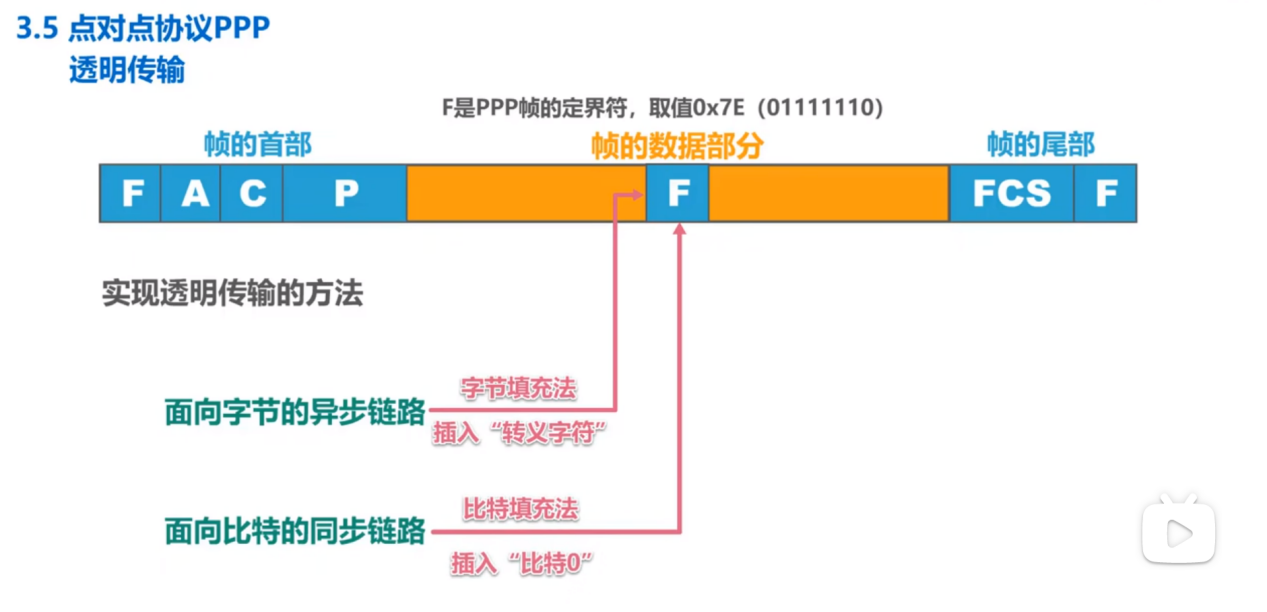 3.5 点对点协议PPP
透明传输
F是PPP帧的定界符，取值0x7E（01111110）
帧的首部 帧的数据部分 帧的尾部
F A C P F FCS F
实现透明传输的方法
字节填充法
面向字节的异步链路
插入“转义字符”
比特填充法
面向比特的同步链路
插入“比特0”